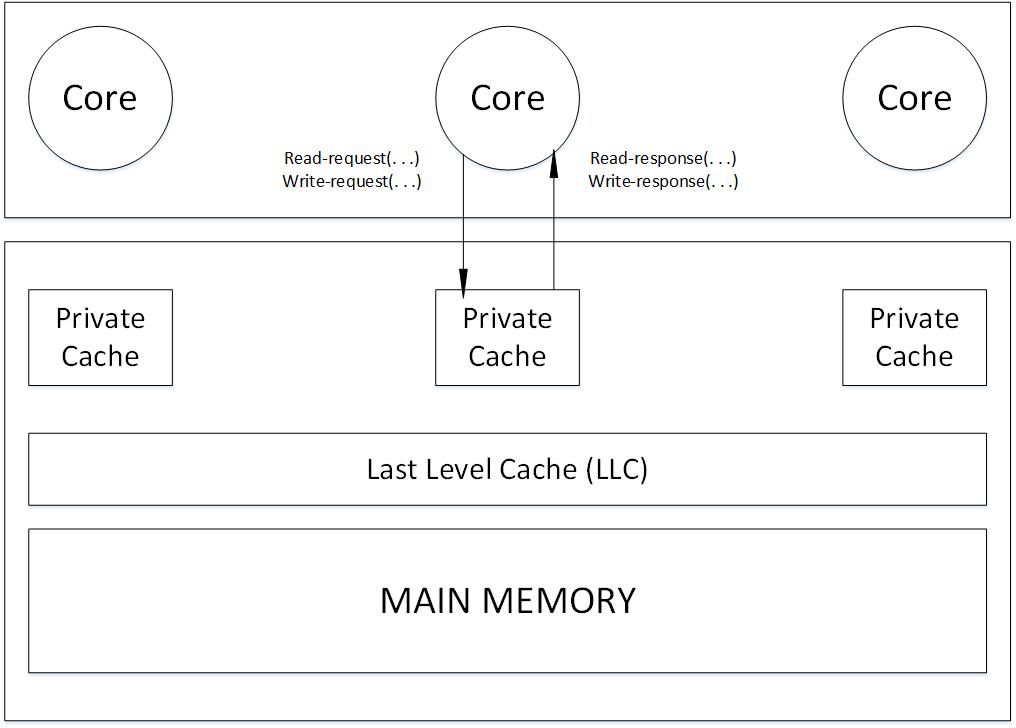 Core
Core
Core
Read-request(. . .)
Write-request(. . .)
Read-response(. . .)
Write-response(. . .)
Private
Cache
Private
Cache
Private
Cache
Last Level Cache (LLC)
MAIN MEMORY